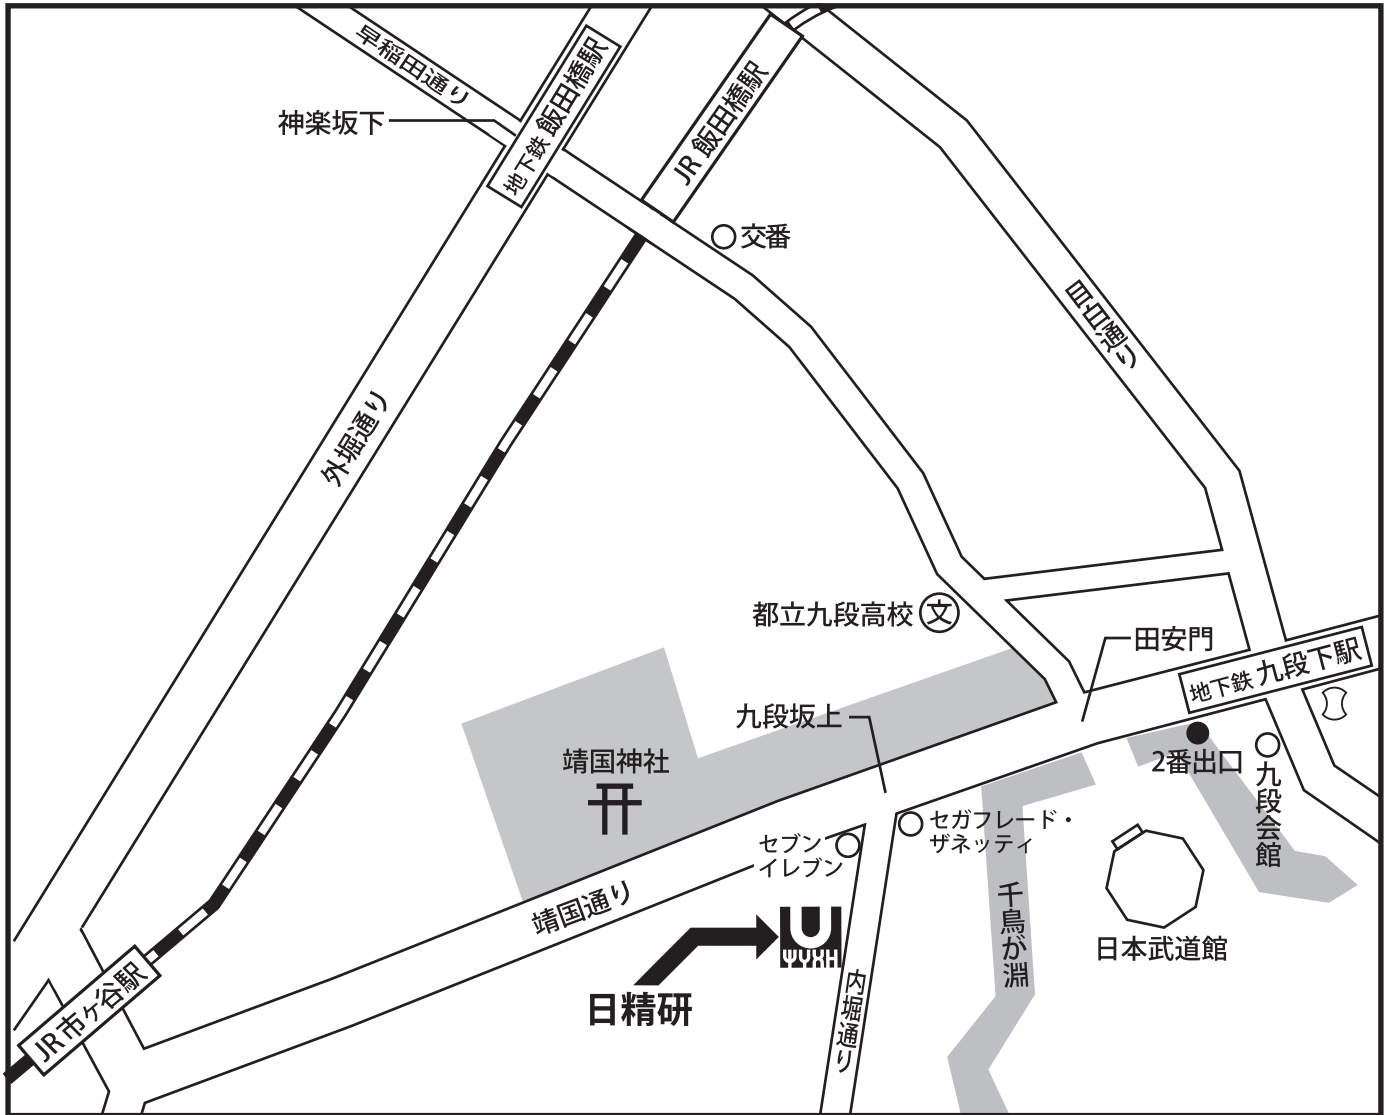 早稲田通り
神楽坂下
地下鉄 飯田橋駅
JR 飯田橋駅
交番
目白通り
外堀通り
都立九段高校
文
田安門
地下鉄 九段下駅
九段坂上
靖国神社
2番出口
九段会館
セガフレード・
ザネッティ
セブン
イレブン
千鳥が淵
靖国通り
日本武道館
日精研
内堀通り
JR市ヶ谷駅